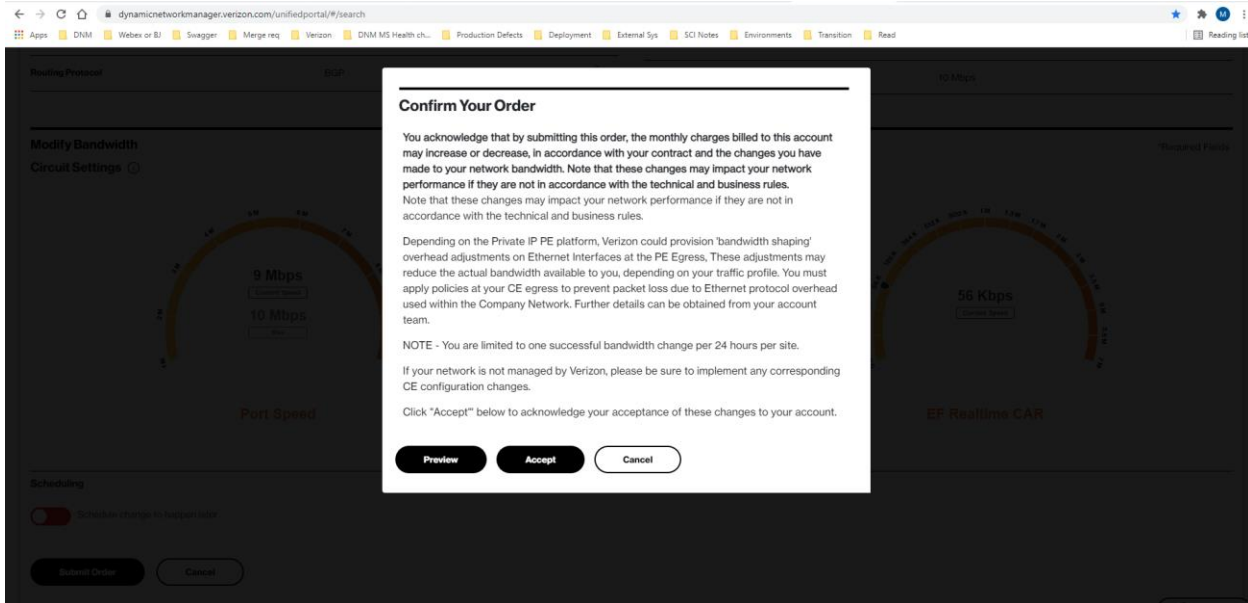 dynamicnetworkmanager.verizon.com/unifiedportal/#/search
M
Apps DNM Webex or BJ Swagger Merge req Verizon DNM MS Health ch... Production Defects Deployment External Sys SCI Notes Environments Transition Read Reading list
Routing Protocol BGP 10 Mbps
Modify Bandwidth *Required Fields
Circuit Settings
9 Mbps
Current Speed
10 Mbps
Port Speed
56 Kbps
Current Speed
EF Realtime CAR
Confirm Your Order
You acknowledge that by submitting this order, the monthly charges billed to this account
may increase or decrease, in accordance with your contract and the changes you have
made to your network bandwidth. Note that these changes may impact your network
performance if they are not in accordance with the technical and business rules.
Note that these changes may impact your network performance if they are not in
accordance with the technical and business rules.
Depending on the Private IP PE platform, Verizon could provision 'bandwidth shaping'
overhead adjustments on Ethernet Interfaces at the PE Egress, These adjustments may
reduce the actual bandwidth available to you, depending on your traffic profile. You must
apply policies at your CE egress to prevent packet loss due to Ethernet protocol overhead
used within the Company Network. Further details can be obtained from your account
team.
NOTE - You are limited to one successful bandwidth change per 24 hours per site.
If your network is not managed by Verizon, please be sure to implement any corresponding
CE configuration changes.
Click "Accept'" below to acknowledge your acceptance of these changes to your account.
Preview Accept Cancel
Scheduling
Schedule change to happen later
Submit Order Cancel